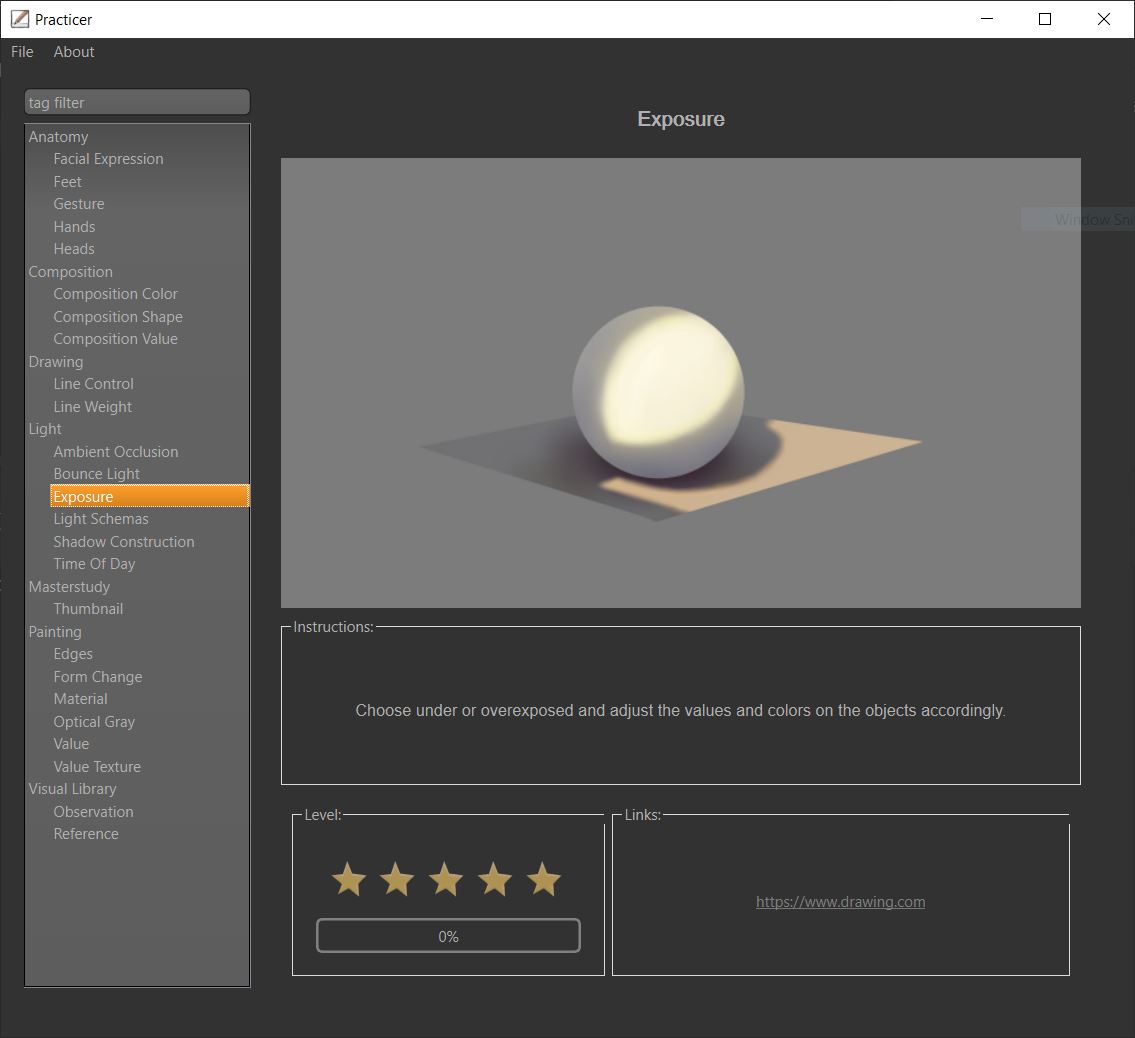 Practicer
File About
tag filter
Anatomy
Facial Expression
Feet
Gesture
Hands
Heads
Composition
Composition Color
Composition Shape
Composition Value
Drawing
Line Control
Line Weight
Light
Ambient Occlusion
Bounce Light
Exposure
Light Schemas
Shadow Construction
Time Of Day
Masterstudy
Thumbnail
Painting
Edges
Form Change
Material
Optical Gray
Value
Value Texture
Visual Library
Observation
Reference
Exposure
Window Sni
Instructions:
Choose under or overexposed and adjust the values and colors on the objects accordingly.
Level:
0%
Links:
https://www.drawing.com